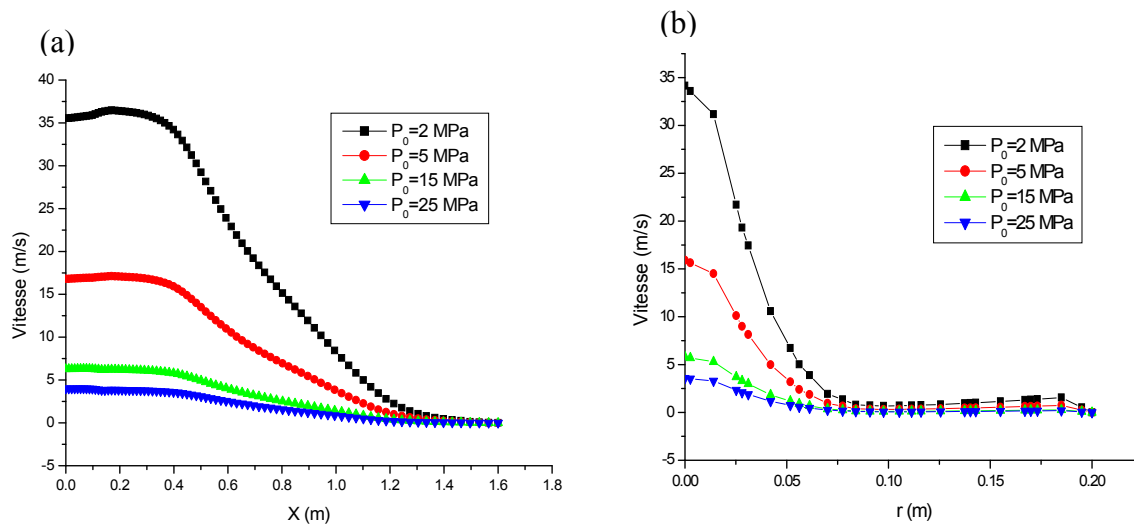 (a)
40
35
30
25
20
15
10
5
0
-5
Vitesse (m/s)
P0=2 MPa
P0=5 MPa
P0=15 MPa
P0=25 MPa
0.0 0.2 0.4 0.6 0.8 1.0 1.2 1.4 1.6 1.8
X (m)
(b)
35
30
25
20
15
10
5
0
-5
Vitesse (m/s)
P0=2 MPa
P0=5 MPa
P0=15 MPa
P0=25 MPa
0.00 0.05 0.10 0.15 0.20
r (m)